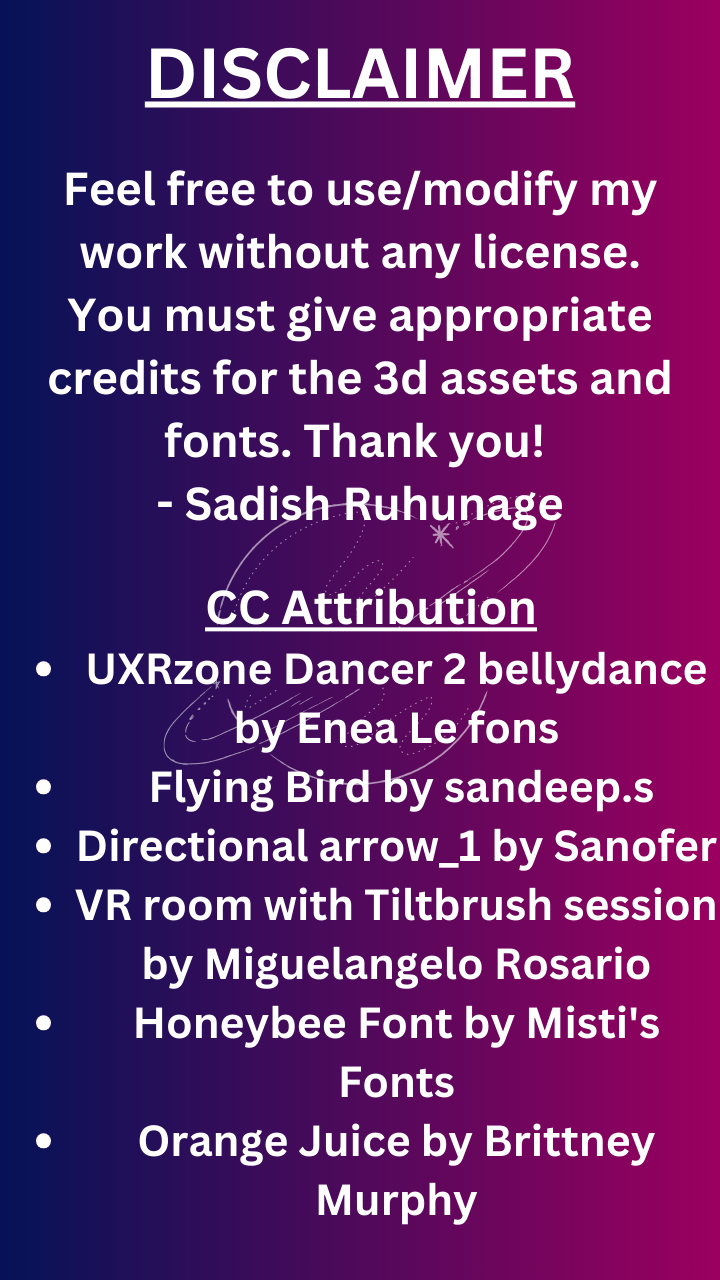 DISCLAIMER
Feel free to use/modify my
work without any license.
You must give appropriate
credits for the 3d assets and
fonts. Thank you!
- Sadish Ruhunage
CC Attribution
• UXRzone Dancer 2 bellydance
by Enea Le fons
• Flying Bird by sandeep.s
• Directional arrow_1 by Sanofer
• VR room with Tiltbrush session
by Miguelangelo Rosario
• Honeybee Font by Misti's
Fonts
• Orange Juice by Brittney
Murphy